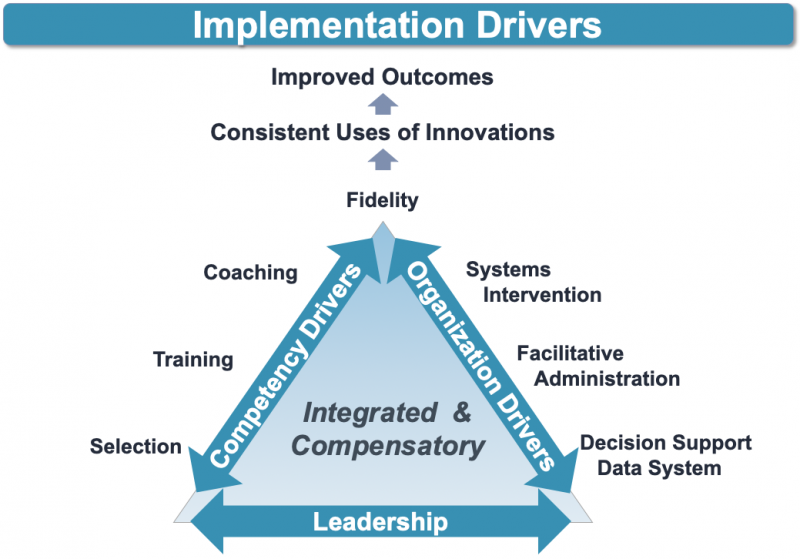 Implementation Drivers
Improved Outcomes
Consistent Uses of Innovations
Fidelity
Coaching
Training
Selection
Competency Drivers
Organization Drivers
Systems
Intervention
Facilitative
Administration
Decision Support
Data System
Integrated &
Compensatory
Leadership